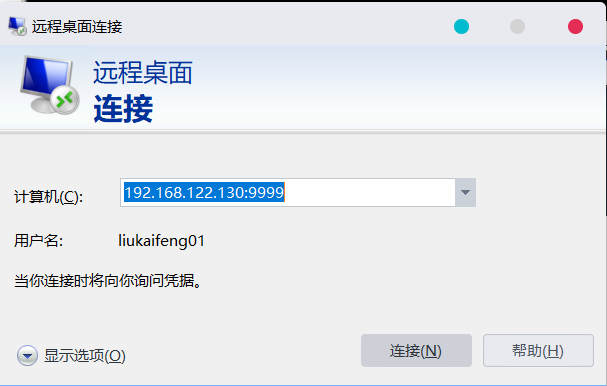 远程桌面连接
远程桌面
连接
计算机(C): 192.168.122.130:9999
用户名: liukaifeng01
当你连接时将向你询问凭据。
显示选项(O) 连接(N) 帮助(H)